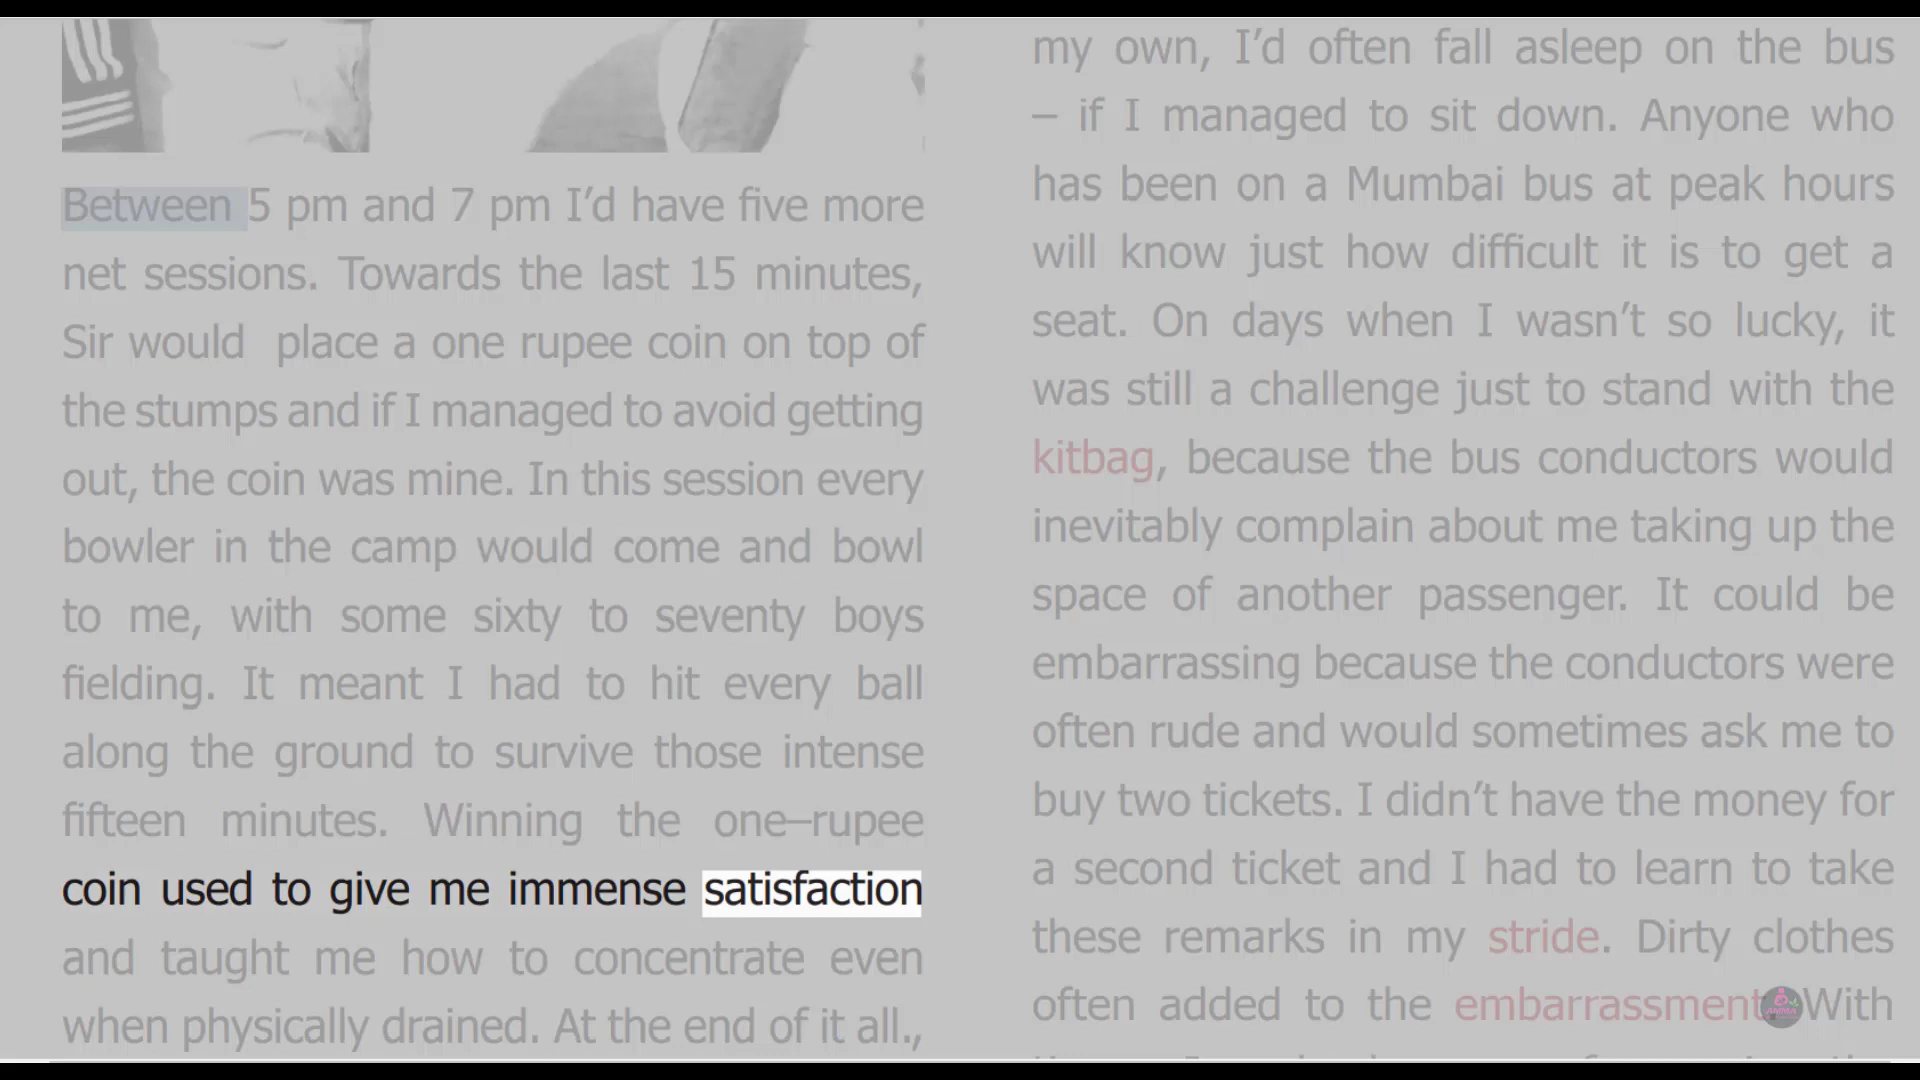 Between 5 pm and 7 pm I’d have five more
net sessions. Towards the last 15 minutes,
Sir would place a one rupee coin on top of
the stumps and if I managed to avoid getting
out, the coin was mine. In this session every
bowler in the camp would come and bowl
to me, with some sixty to seventy boys
fielding. It meant I had to hit every ball
along the ground to survive those intense
fifteen minutes. Winning the one–rupee
coin used to give me immense satisfaction
and taught me how to concentrate even
when physically drained. At the end of it all.,
my own, I’d often fall asleep on the bus
– if I managed to sit down. Anyone who
has been on a Mumbai bus at peak hours
will know just how difficult it is to get a
seat. On days when I wasn’t so lucky, it
was still a challenge just to stand with the
kitbag, because the bus conductors would
inevitably complain about me taking up the
space of another passenger. It could be
embarrassing because the conductors were
often rude and would sometimes ask me to
buy two tickets. I didn’t have the money for
a second ticket and I had to learn to take
these remarks in my stride. Dirty clothes
often added to the embarrassment With